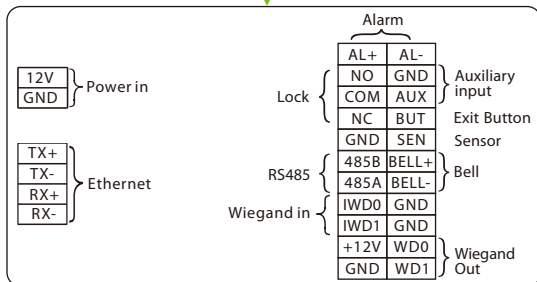 Alarm
AL+ AL-
12V
GND
Power in
Lock
NO GND
COM AUX
NC BUT
Auxiliary
input
Exit Button
GND SEN
Sensor
TX+
TX-
RX+
RX-
Ethernet
RS485
485B BELL+
485A BELL-
Bell
Wiegand in
IWD0 GND
IWD1 GND
+12V WD0
GND WD1
Wiegand
Out